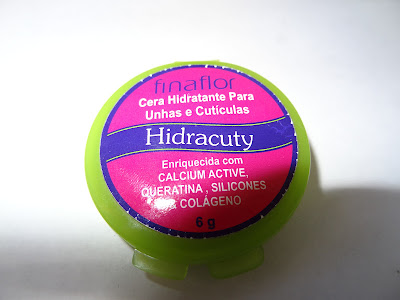 finaflor
Cera Hidratante Para
Unhas e Cutículas
Hidracuty
Enriquecida com
CALCIUM ACTIVE,
QUERATINA , SILICONES
E COLÁGENO
6 g